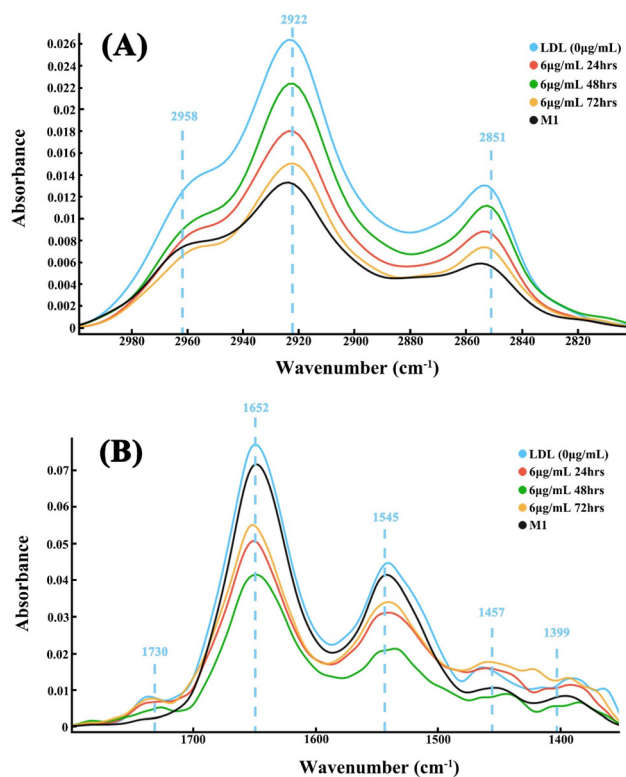 (A)
2922
2958
2851
0.026
0.024
0.022
0.02
0.018
0.016
0.014
0.012
0.01
0.008
0.006
0.004
0.002
0
Absorbance
LDL (0µg/mL)
6µg/mL 24hrs
6µg/mL 48hrs
6µg/mL 72hrs
M1
2980 2960 2940 2920 2900 2880 2860 2840 2820
Wavenumber (cm-1)
(B)
1652
1545
1730
1457
1399
0.07
0.06
0.05
0.04
0.03
0.02
0.01
0
Absorbance
LDL (0µg/mL)
6µg/mL 24hrs
6µg/mL 48hrs
6µg/mL 72hrs
M1
1700 1600 1500 1400
Wavenumber (cm-1)